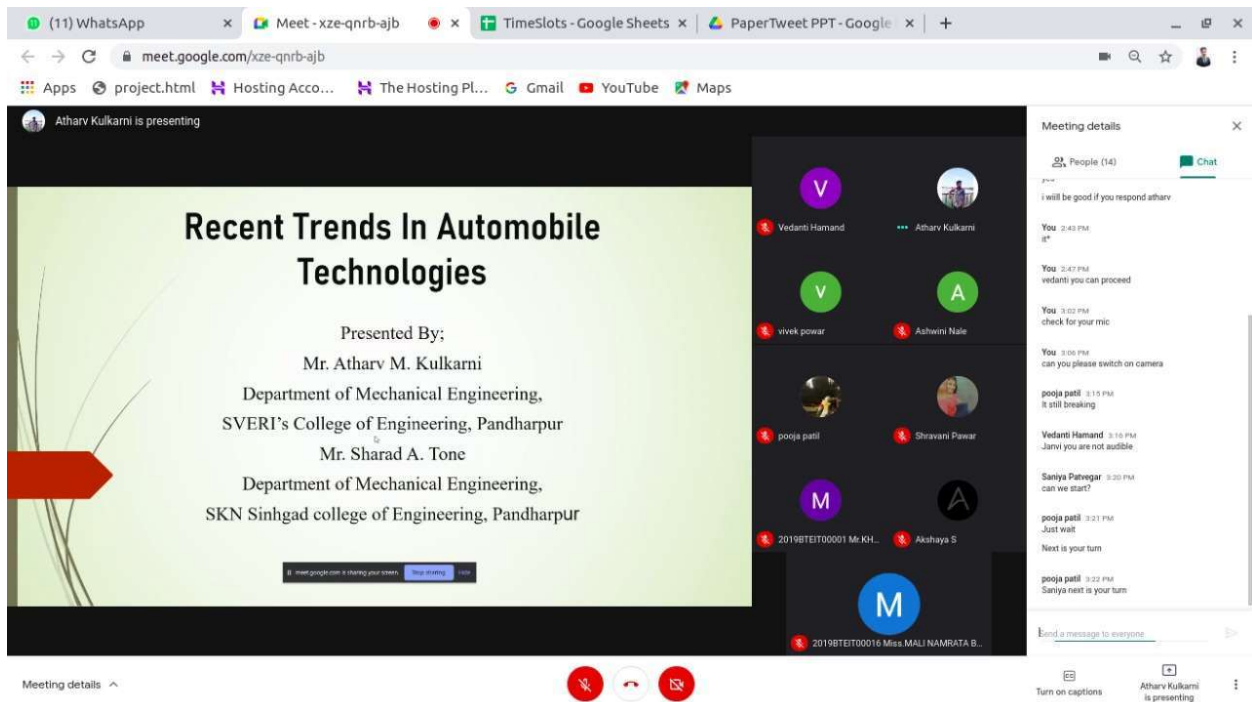 (11) WhatsApp
Meet - xze-qnrb-ajb
TimeSlots - Google Sheets
PaperTweet PPT - Google
meet.google.com/xze-qnrb-ajb
Apps
project.html
Hosting Acco...
The Hosting Pl...
Gmail
YouTube
Maps
Atharv Kulkarni is presenting
Recent Trends In Automobile
Technologies
Presented By;
Mr. Atharv M. Kulkarni
Department of Mechanical Engineering,
SVERI's College of Engineering, Pandharpur
Mr. Sharad A. Tone
Department of Mechanical Engineering,
SKN Sinhgad college of Engineering, Pandharpur
meet.google.com is sharing your screen.
Stop sharing
Hide
V
Vedanti Hamand
Atharv Kulkarni
V
vivek powar
A
Ashwini Nale
pooja patil
Shravani Pawar
M
2019BTEIT00001 Mr.KH...
Akshaya S
M
2019BTEIT00016 Miss.MALI NAMRATA B...
Meeting details
People (14)
Chat
i wiill be good if you respond atharv
You 2:43 PM
it*
You 2:47 PM
vedanti you can proceed
You 3:02 PM
check for your mic
You 3:06 PM
can you please switch on camera
pooja patil 3:15 PM
It still breaking
Vedanti Hamand 3:16 PM
Janvi you are not audible
Saniya Patvegar 3:20 PM
can we start?
pooja patil 3:21 PM
Just wait
Next is your turn
pooja patil 3:22 PM
Saniya next is your turn
Send a message to everyone
Meeting details
Turn on captions
Atharv Kulkarni
is presenting